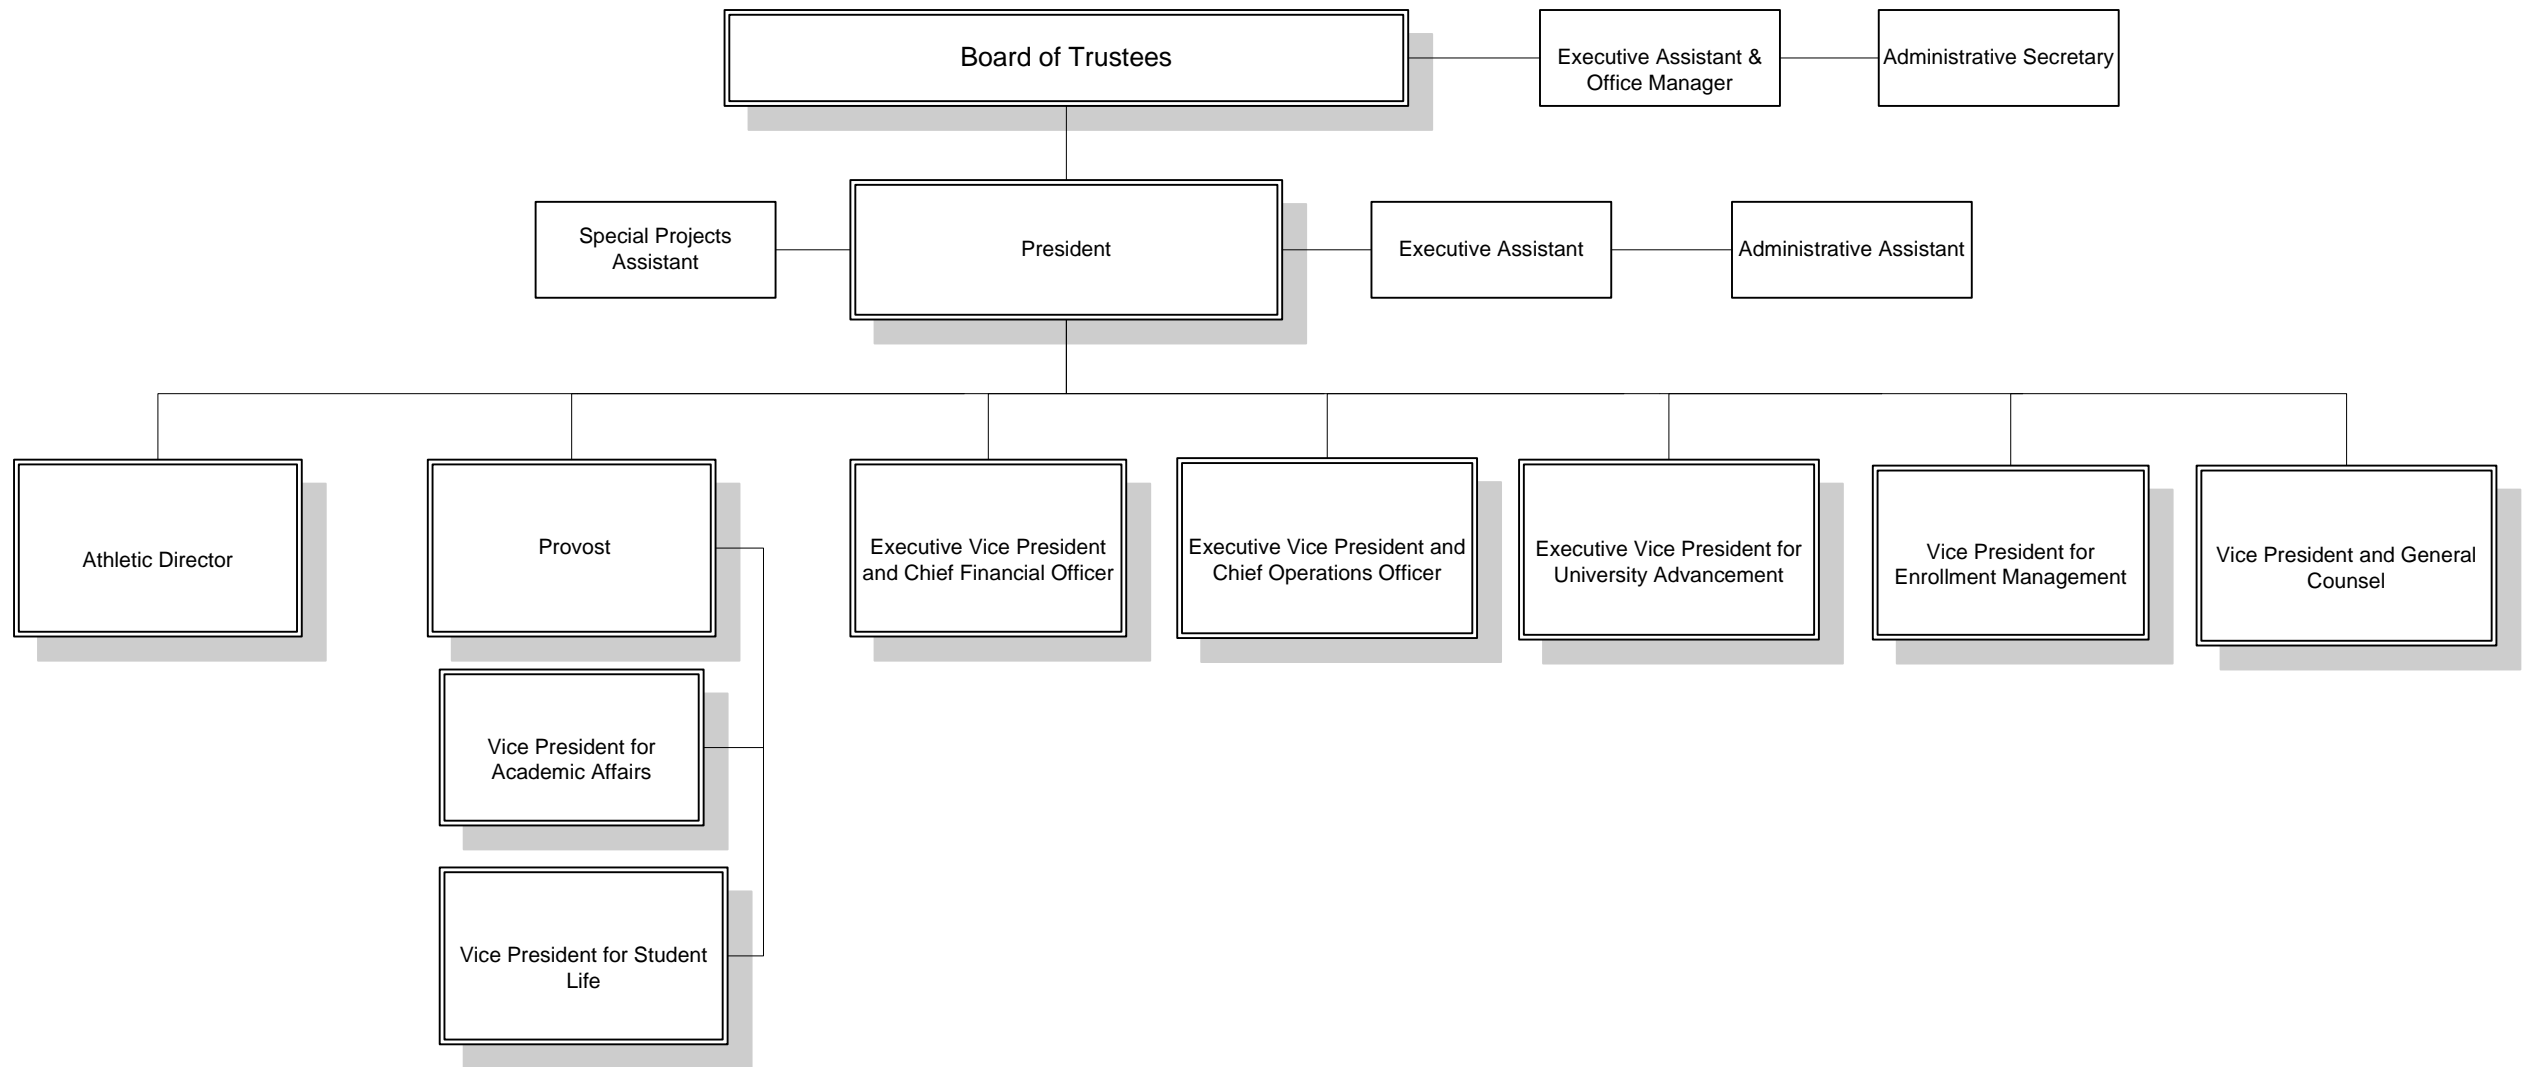 Board of Trustees
Executive Assistant &
Office Manager
Administrative Secretary
Special Projects
Assistant
President
Executive Assistant
Administrative Assistant
Athletic Director
Provost
Executive Vice President
and Chief Financial Officer
Executive Vice President and
Chief Operations Officer
Executive Vice President for
University Advancement
Vice President for
Enrollment Management
Vice President and General
Counsel
Vice President for
Academic Affairs
Vice President for Student
Life